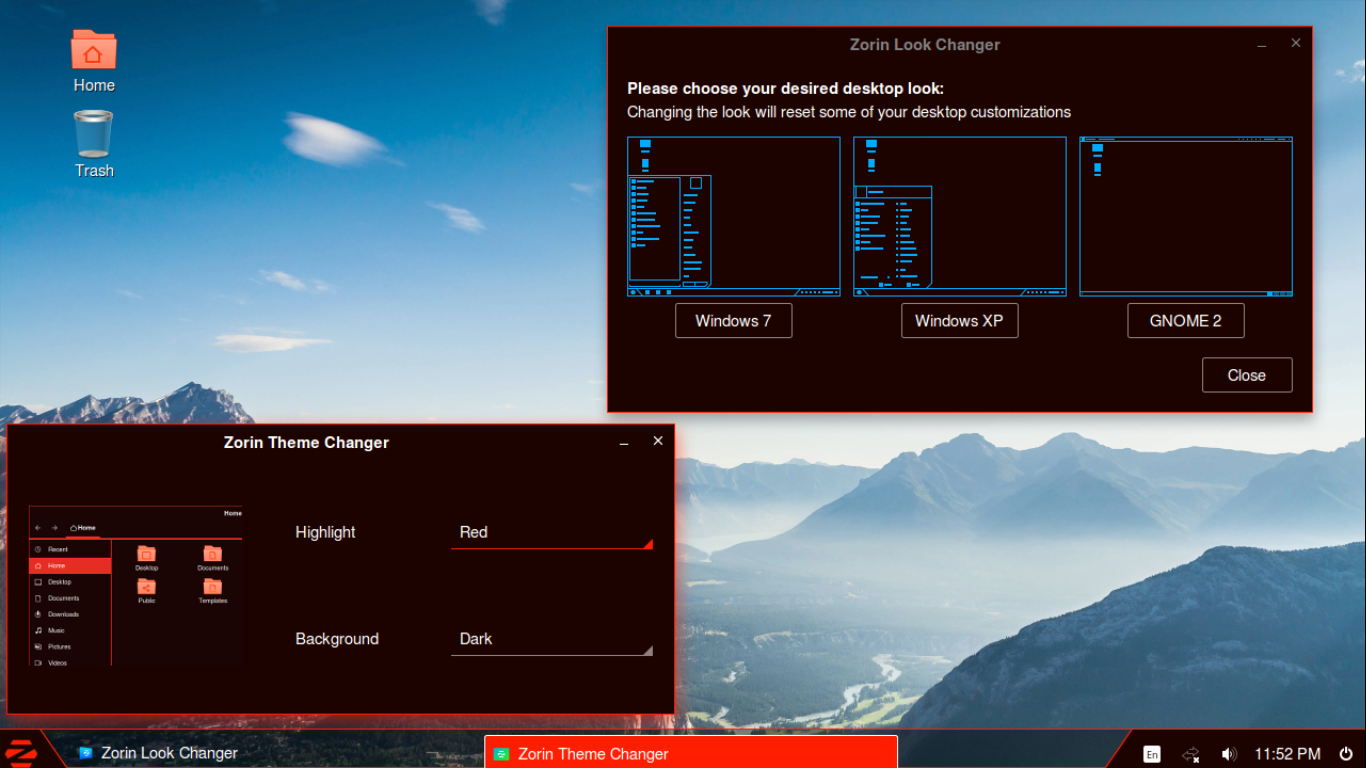 Home
Trash
Zorin Look Changer
Please choose your desired desktop look:
Changing the look will reset some of your desktop customizations
Windows 7
Windows XP
GNOME 2
Close
Zorin Theme Changer
Home
Home
Recent
Home
Desktop
Documents
Downloads
Music
Pictures
Videos
Desktop
Documents
Public
Templates
Highlight
Red
Background
Dark
Zorin Look Changer
Zorin Theme Changer
En
11:52 PM